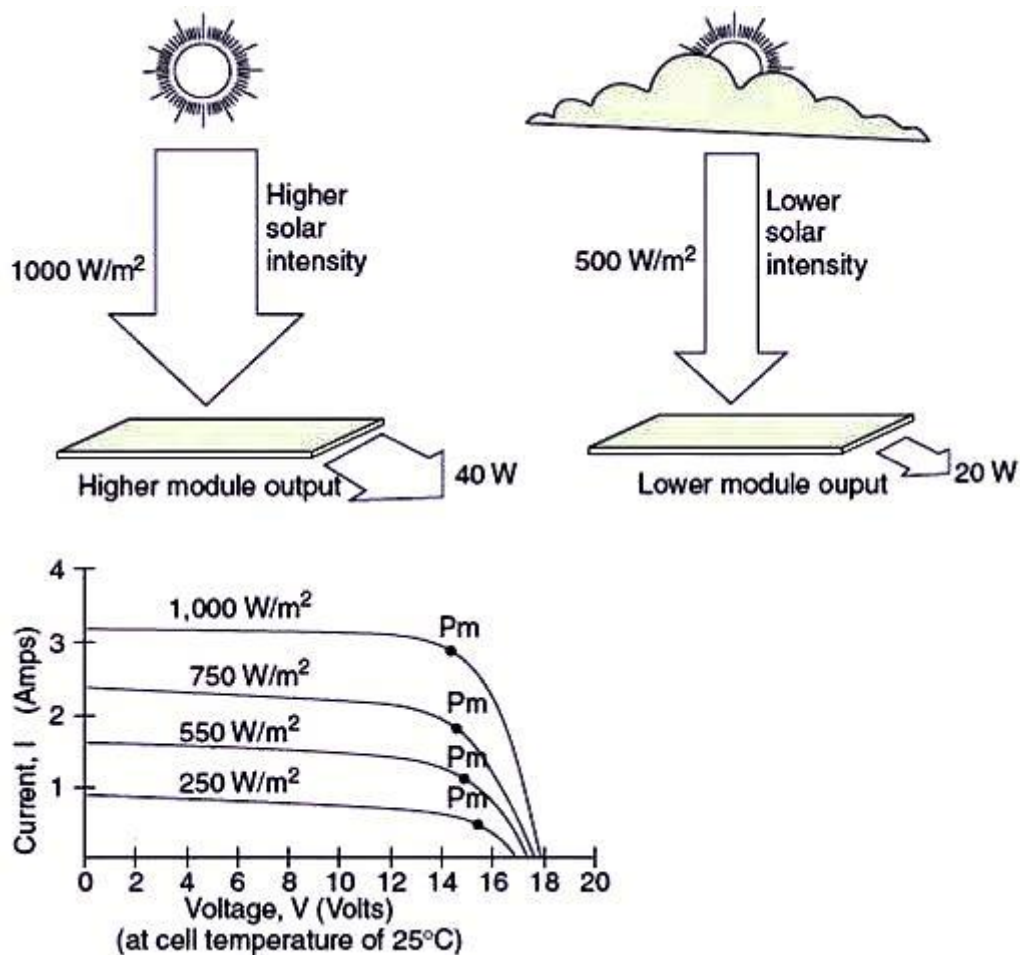 Higher
solar
intensity
1000 W/m²
Lower
solar
intensity
500 W/m²
40 W
Higher module output
20 W
Lower module ouput
Current, I (Amps)
4
3
2
1
1,000 W/m²
750 W/m²
550 W/m²
250 W/m²
Pm
Pm
Pm
Pm
0 2 4 6 8 10 12 14 16 18 20
Voltage, V (Volts)
(at cell temperature of 25°C)